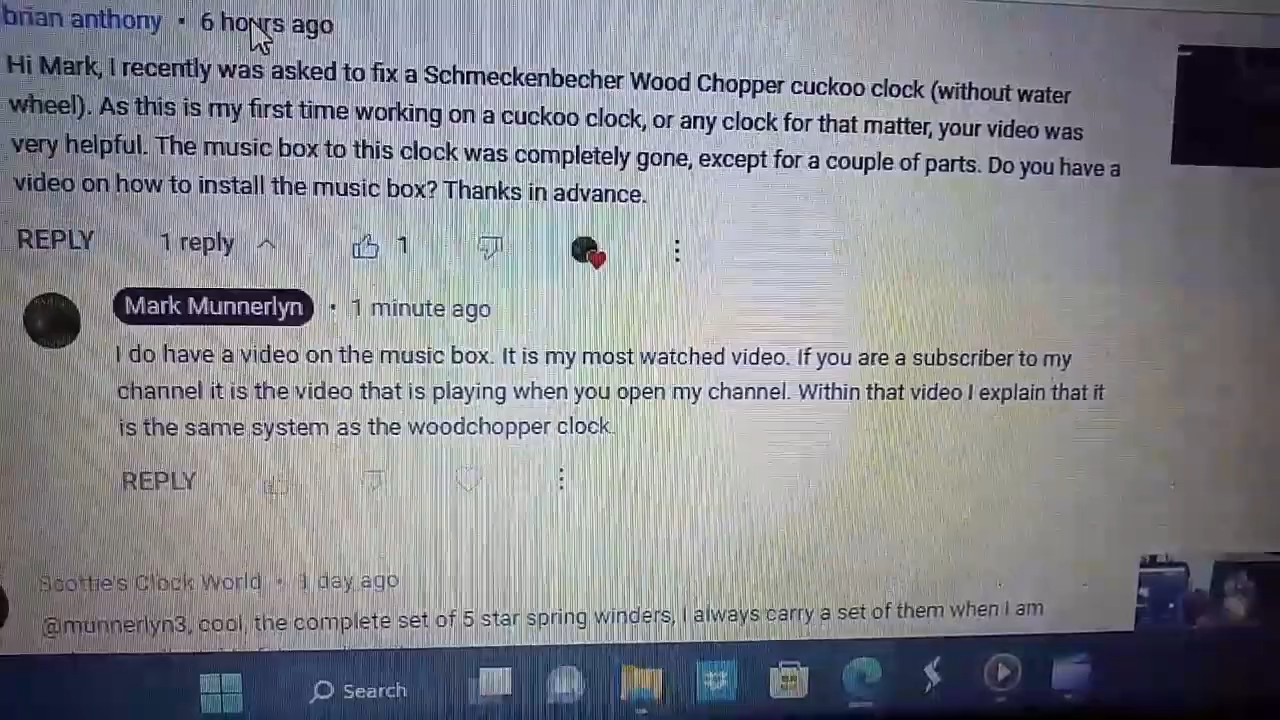 brian anthony • 6 hours ago
Hi Mark, I recently was asked to fix a Schmeckenbecher Wood Chopper cuckoo clock (without water
wheel). As this is my first time working on a cuckoo clock, or any clock for that matter, your video was
very helpful. The music box to this clock was completely gone, except for a couple of parts. Do you have a
video on how to install the music box? Thanks in advance.
REPLY 1 reply 1
Mark Munnerlyn • 1 minute ago
I do have a video on the music box. It is my most watched video. If you are a subscriber to my
channel it is the video that is playing when you open my channel. Within that video I explain that it
is the same system as the woodchopper clock.
REPLY
Scottie's Clock World • 1 day ago
@munnerlyn3, cool, the complete set of 5 star spring winders, I always carry a set of them when I am
Search